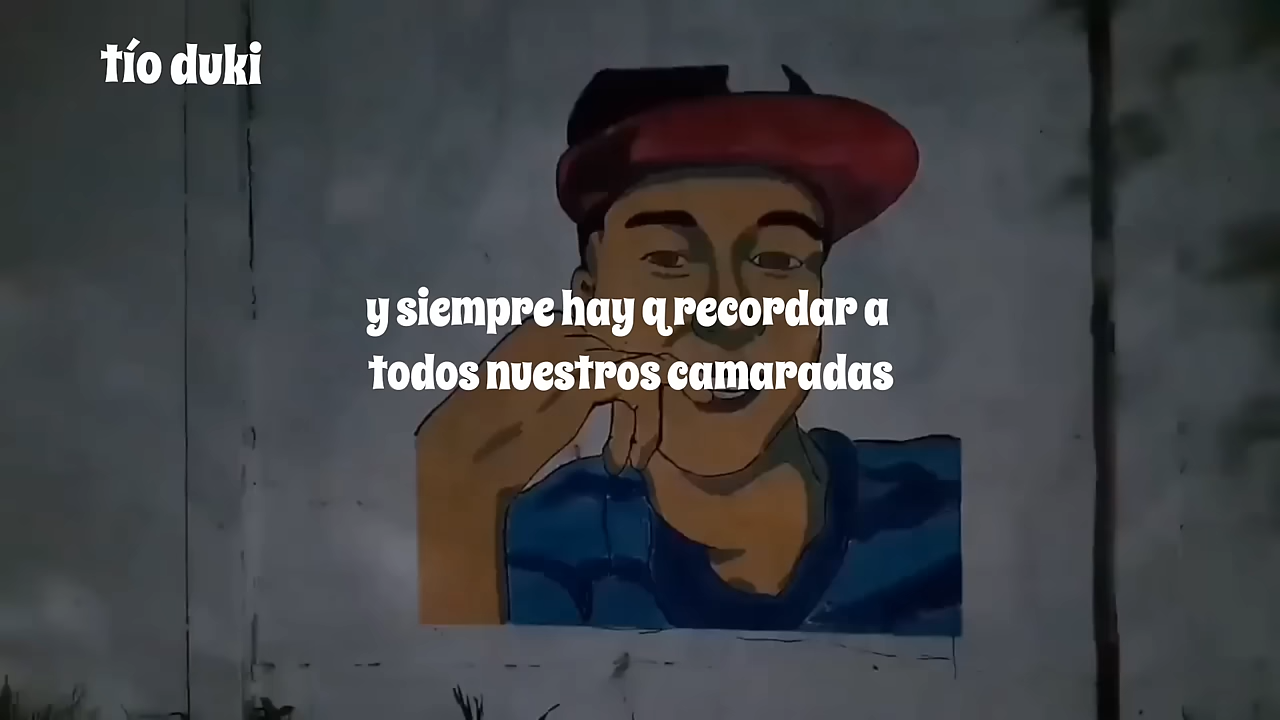 tío duki
y siempre hay q recordar a
todos nuestros camaradas